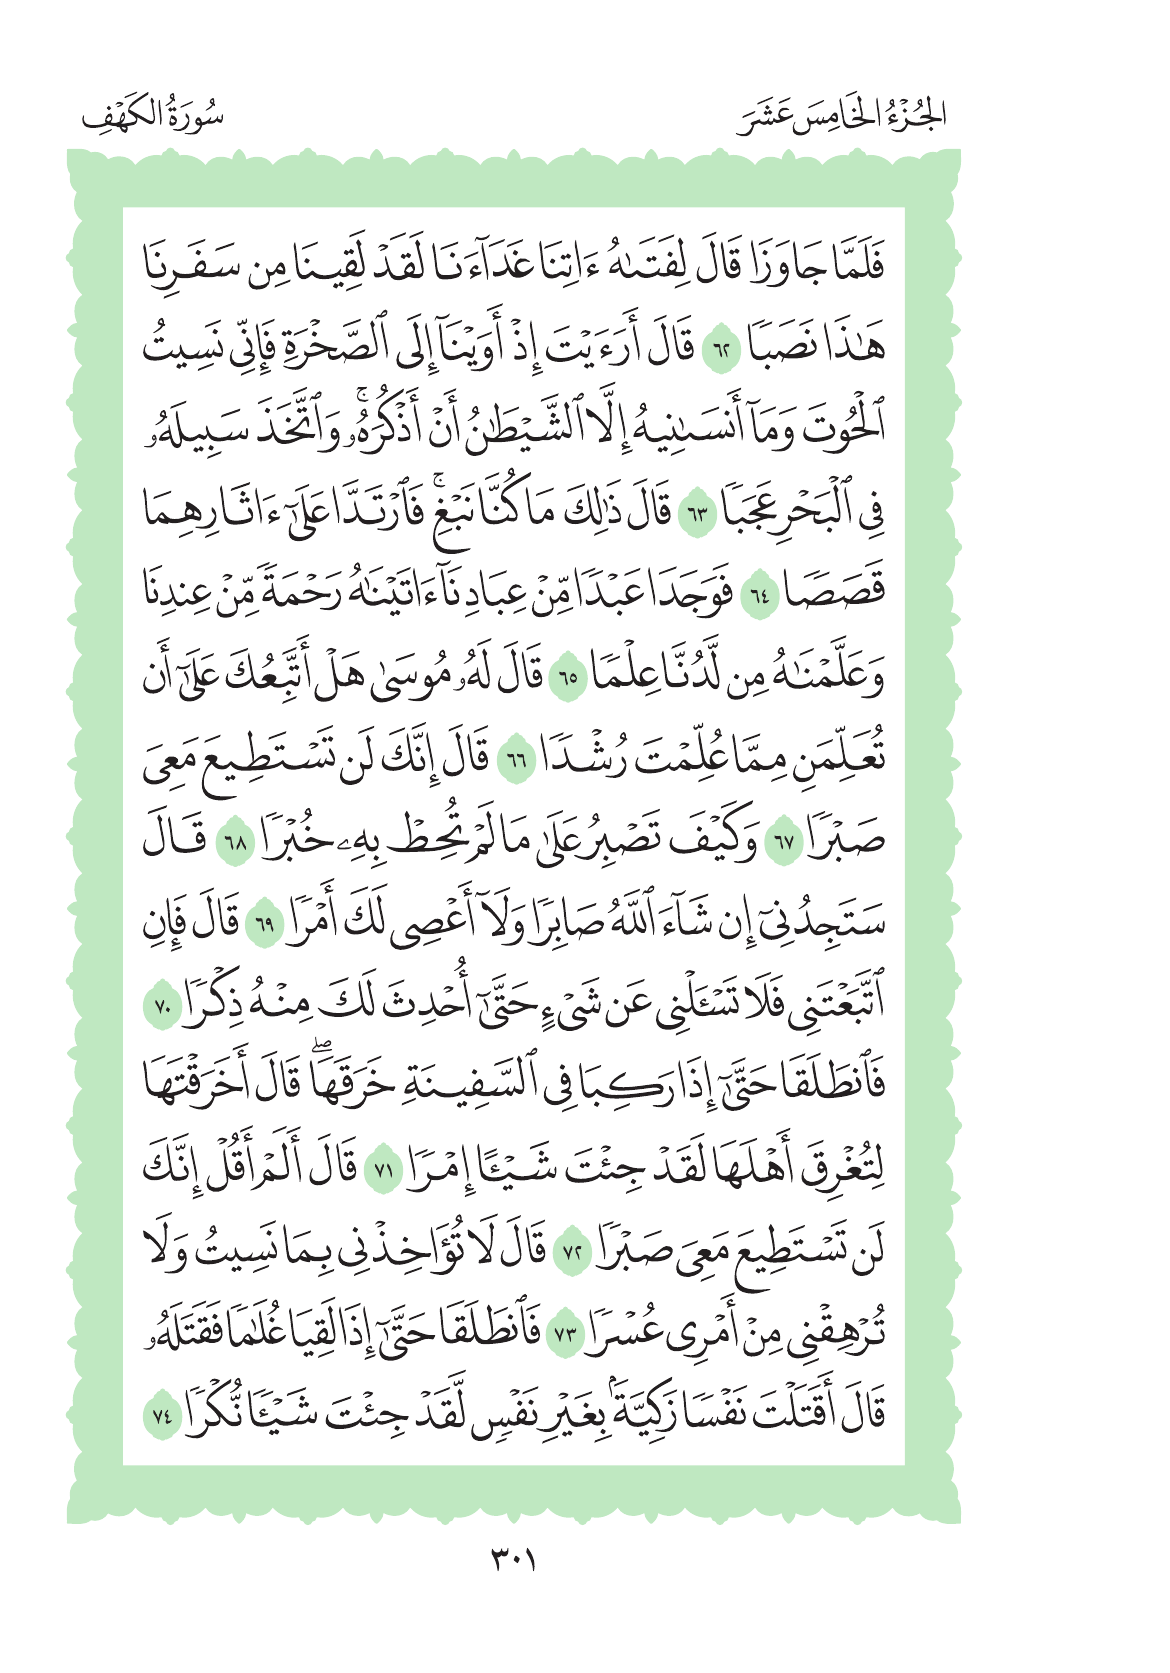 الجُزْءُ الخَامِسَ عَشَرَ
سُورَةُ الكَهْفِ
فَلَمَّا جَاوَزَا قَالَ لِفَتَىٰهُ ءَاتِنَا غَدَآءَنَا لَقَدْ لَقِينَا مِن سَفَرِنَا
هَٰذَا نَصَبًا ٦٢ قَالَ أَرَءَيْتَ إِذْ أَوَيْنَآ إِلَى ٱلصَّخْرَةِ فَإِنِّي نَسِيتُ
ٱلْحُوتَ وَمَآ أَنسَىٰنِيهُ إِلَّا ٱلشَّيْطَٰنُ أَنْ أَذْكُرَهُۥۚ وَٱتَّخَذَ سَبِيلَهُۥ
فِي ٱلْبَحْرِ عَجَبًا ٦٣ قَالَ ذَٰلِكَ مَا كُنَّا نَبْغِۚ فَٱرْتَدَّا عَلَىٰٓ ءَاثَارِهِمَا
قَصَصًا ٦٤ فَوَجَدَا عَبْدًا مِّنْ عِبَادِنَآ ءَاتَيْنَٰهُ رَحْمَةً مِّنْ عِندِنَا
وَعَلَّمْنَٰهُ مِن لَّدُنَّا عِلْمًا ٦٥ قَالَ لَهُۥ مُوسَىٰ هَلْ أَتَّبِعُكَ عَلَىٰٓ أَن
تُعَلِّمَنِ مِمَّا عُلِّمْتَ رُشْدًا ٦٦ قَالَ إِنَّكَ لَن تَسْتَطِيعَ مَعِيَ
صَبْرًا ٦٧ وَكَيْفَ تَصْبِرُ عَلَىٰ مَا لَمْ تُحِطْ بِهِۦ خُبْرًا ٦٨ قَالَ
سَتَجِدُنِيٓ إِن شَآءَ ٱللَّهُ صَابِرًا وَلَآ أَعْصِي لَكَ أَمْرًا ٦٩ قَالَ فَإِنِ
ٱتَّبَعْتَنِي فَلَا تَسْـَٔلْنِي عَن شَيْءٍ حَتَّىٰٓ أُحْدِثَ لَكَ مِنْهُ ذِكْرًا ٧٠
فَٱنطَلَقَا حَتَّىٰٓ إِذَا رَكِبَا فِي ٱلسَّفِينَةِ خَرَقَهَاۖ قَالَ أَخَرَقْتَهَا
لِتُغْرِقَ أَهْلَهَا لَقَدْ جِئْتَ شَيْـًٔا إِمْرًا ٧١ قَالَ أَلَمْ أَقُلْ إِنَّكَ
لَن تَسْتَطِيعَ مَعِيَ صَبْرًا ٧٢ قَالَ لَا تُؤَاخِذْنِي بِمَا نَسِيتُ وَلَا
تُرْهِقْنِي مِنْ أَمْرِي عُسْرًا ٧٣ فَٱنطَلَقَا حَتَّىٰٓ إِذَا لَقِيَا غُلَٰمًا فَقَتَلَهُۥ
قَالَ أَقَتَلْتَ نَفْسًا زَكِيَّةًۢ بِغَيْرِ نَفْسٍ لَّقَدْ جِئْتَ شَيْـًٔا نُّكْرًا ٧٤
٣٠١